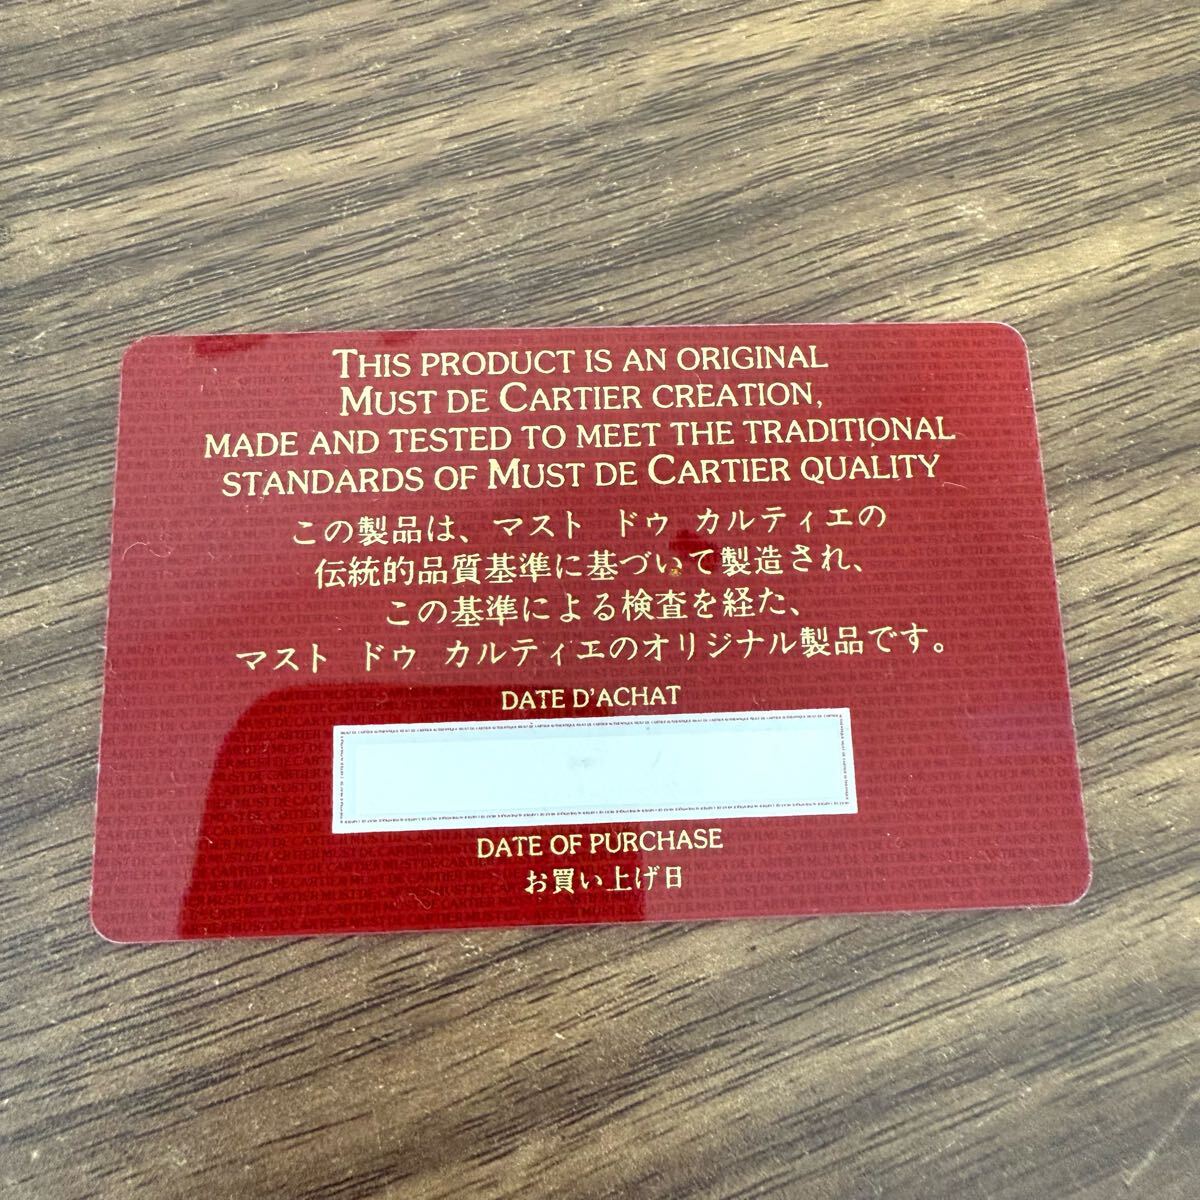 THIS PRODUCT IS AN ORIGINAL
MUST DE CARTIER CREATION,
MADE AND TESTED TO MEET THE TRADITIONAL
STANDARDS OF MUST DE CARTIER QUALITY
この製品は、マスト ドゥ カルティエの
伝統的品質基準に基づいて製造され、
この基準による検査を経た、
マスト ドゥ カルティエのオリジナル製品です。
DATE D'ACHAT
DATE OF PURCHASE
お買い上げ日